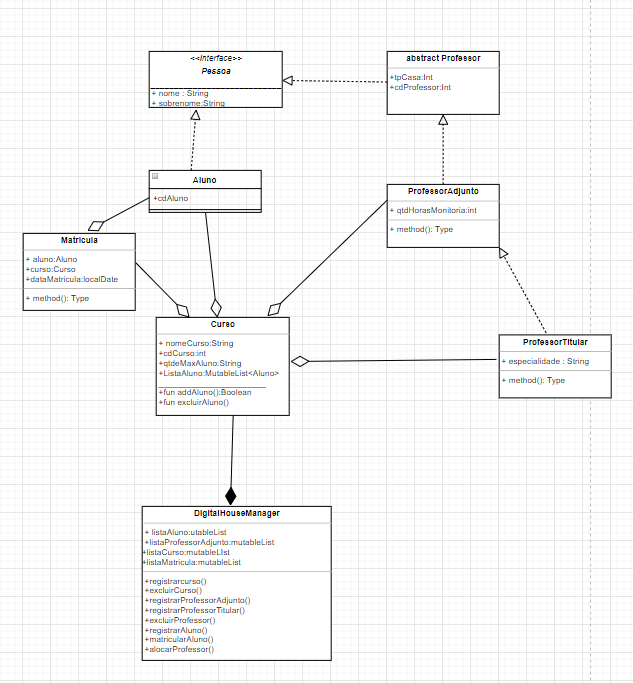 <<interface>>
Pessoa
+ nome : String
+ sobrenome:String
abstract Professor
+tpCasa:Int
+cdProfessor:Int
Aluno
+cdAluno
ProfessorAdjunto
+ qtdHorasMonitoria:int
+ method(): Type
Matricula
+ aluno:Aluno
+curso:Curso
+dataMatricula:localDate
+ method(): Type
Curso
+ nomeCurso:String
+cdCurso:int
+qtdeMaxAluno:String
+ListaAluno:MutableList<Aluno>
+fun addAluno():Boolean
+fun excluirAluno()
ProfessorTitular
+ especialidade : String
+ method(): Type
DigitalHouseManager
+ listaAluno:utableList
+listaProfessorAdjunto:mutableList
+listaCurso:mutableLIst
+listaMatricula:mutableList
+registrarcurso()
+excluirCurso()
+registrarProfessorAdjunto()
+registrarProfessorTitular()
+excluirProfessor()
+registrarAluno()
+matricularAluno()
+alocarProfessor()